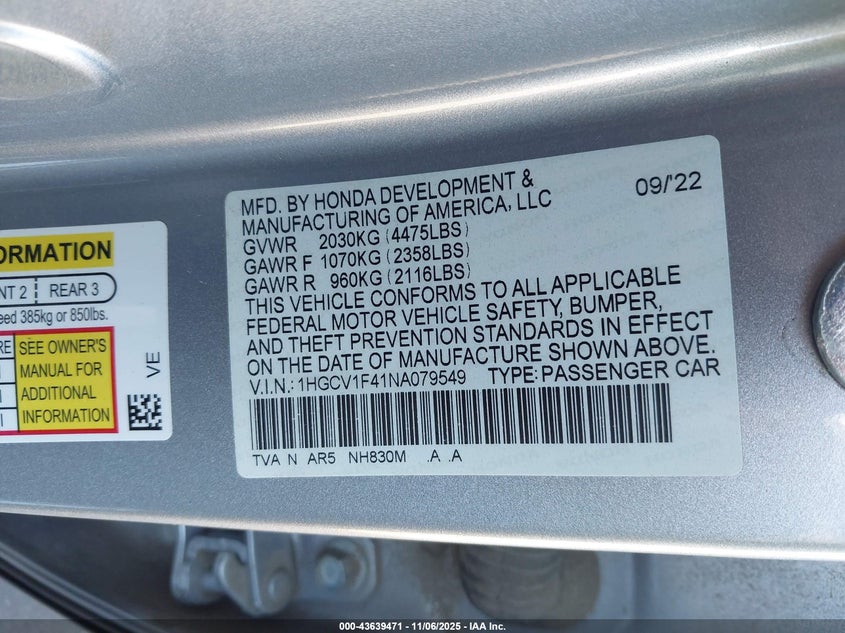 MFD. BY HONDA DEVELOPMENT &
MANUFACTURING OF AMERICA, LLC
09/'22
GVWR 2030KG (4475LBS)
GAWR F 1070KG (2358LBS)
GAWR R 960KG (2116LBS)
THIS VEHICLE CONFORMS TO ALL APPLICABLE
FEDERAL MOTOR VEHICLE SAFETY, BUMPER,
AND THEFT PREVENTION STANDARDS IN EFFECT
ON THE DATE OF MANUFACTURE SHOWN ABOVE.
V.I.N.: 1HGCV1F41NA079549 TYPE: PASSENGER CAR
TVA N AR5 NH830M .A .A
ORMATION
NT 2 REAR 3
eed 385kg or 850lbs.
RE
SEE OWNER'S
MANUAL FOR
ADDITIONAL
INFORMATION
VE
000-43639471 - 11/06/2025 - IAA Inc.